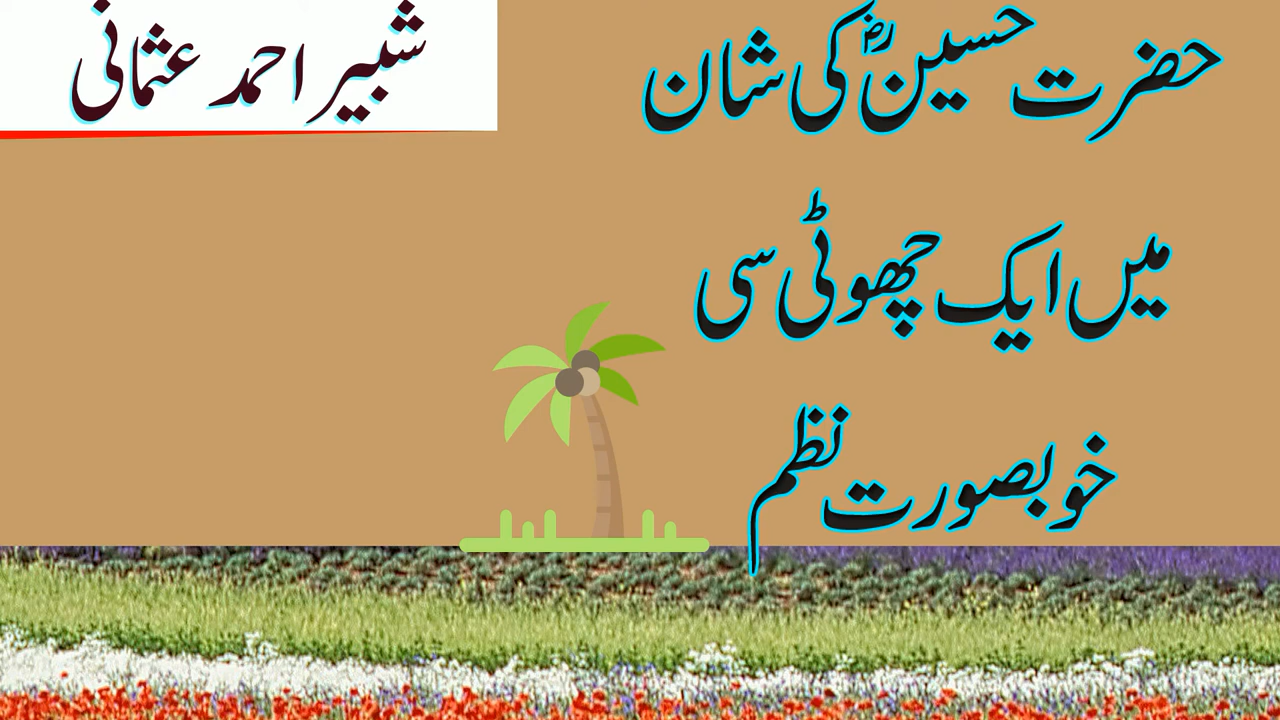 حضرت حسینؓ کی شان
میں ایک چھوٹی سی
خوبصورت نظم
شبیر احمد عثمانی